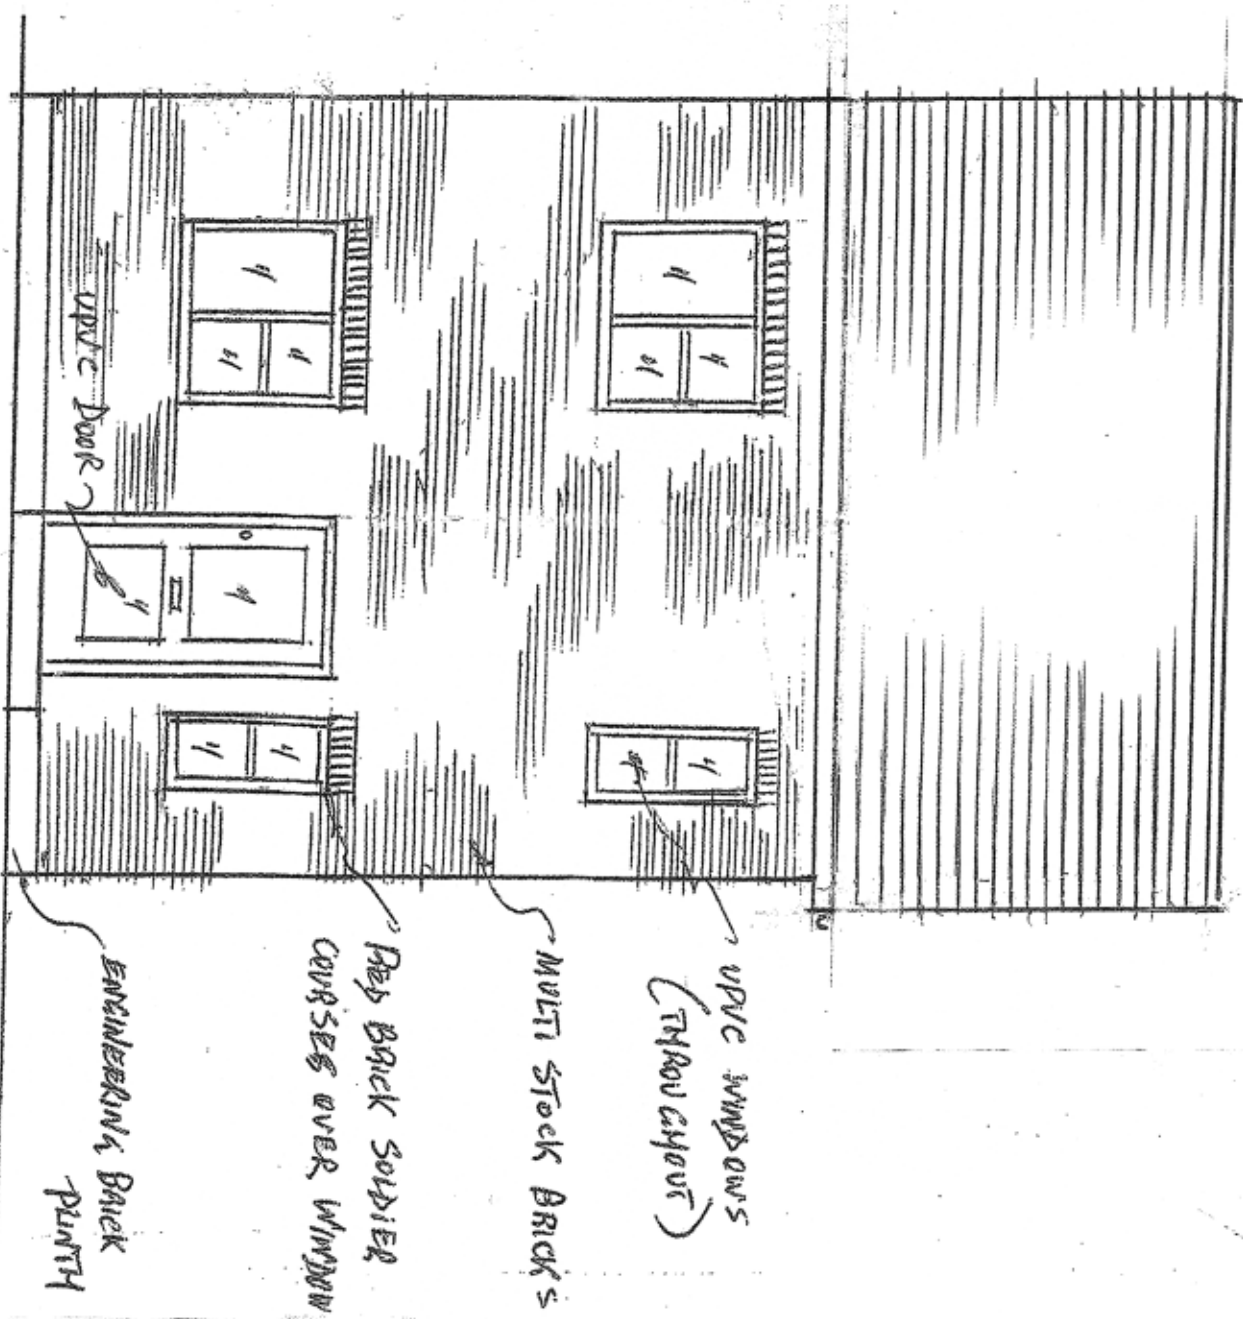 UPVC WINDOWS
(THROUGHOUT)
MULTI STOCK BRICKS
RED BRICK SOLDIER
COURSES OVER WINDOW
ENGINEERING BRICK
PLINTH
UPVC DOOR